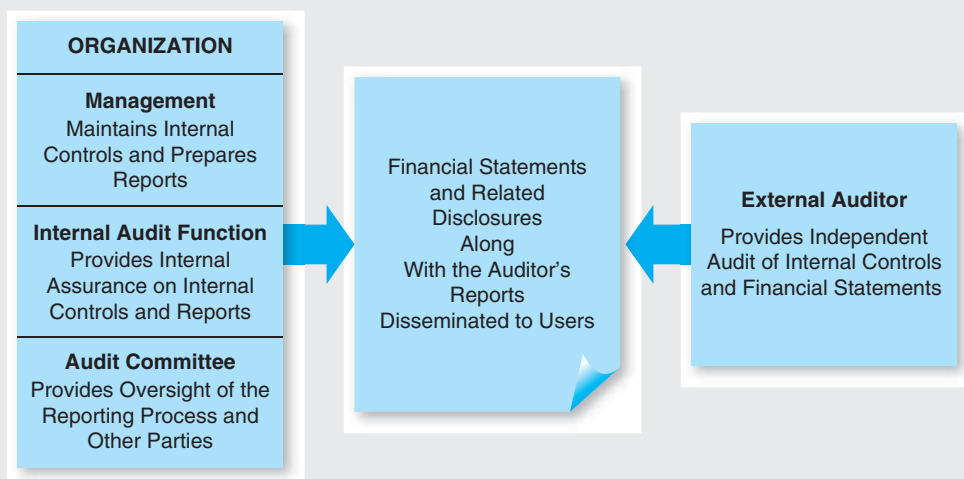 ORGANIZATION
Management
Maintains Internal
Controls and Prepares
Reports
Internal Audit Function
Provides Internal
Assurance on Internal
Controls and Reports
Audit Committee
Provides Oversight of the
Reporting Process and
Other Parties
Financial Statements
and Related
Disclosures
Along
With the Auditor's
Reports
Disseminated to Users
External Auditor
Provides Independent
Audit of Internal Controls
and Financial Statements